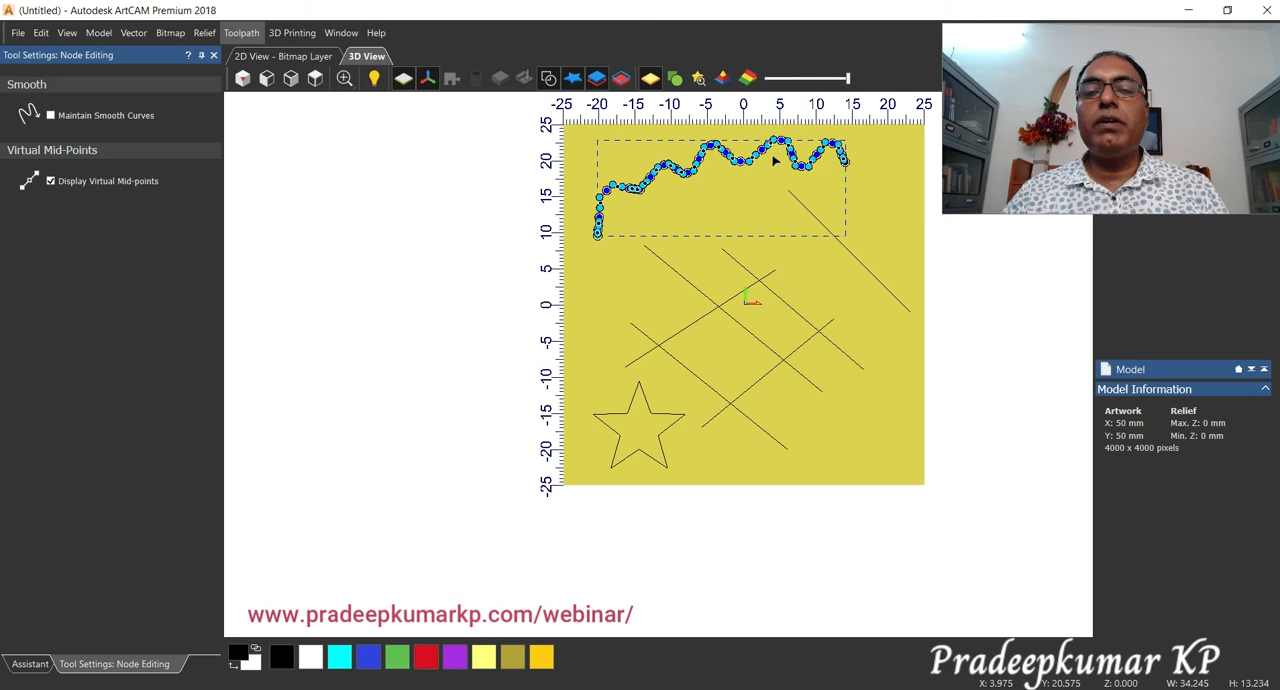 (Untitled) - Autodesk ArtCAM Premium 2018
File Edit View Model Vector Bitmap Relief Toolpath 3D Printing Window Help
Tool Settings: Node Editing
2D View - Bitmap Layer 3D View
Smooth
Maintain Smooth Curves
Virtual Mid-Points
Display Virtual Mid-points
-25 -20 -15 -10 -5 0 5 10 15 20 25
25
20
15
10
5
0
-5
-10
-15
-20
-25
Model
Model Information
Artwork Relief
X: 50 mm Max. Z: 0 mm
Y: 50 mm Min. Z: 0 mm
4000 x 4000 pixels
www.pradeepkumarkp.com/webinar/
Pradeepkumar KP
Assistant Tool Settings: Node Editing
X: 3.975 Y: 20.575 Z: 0.000 W: 34.245 H: 13.234